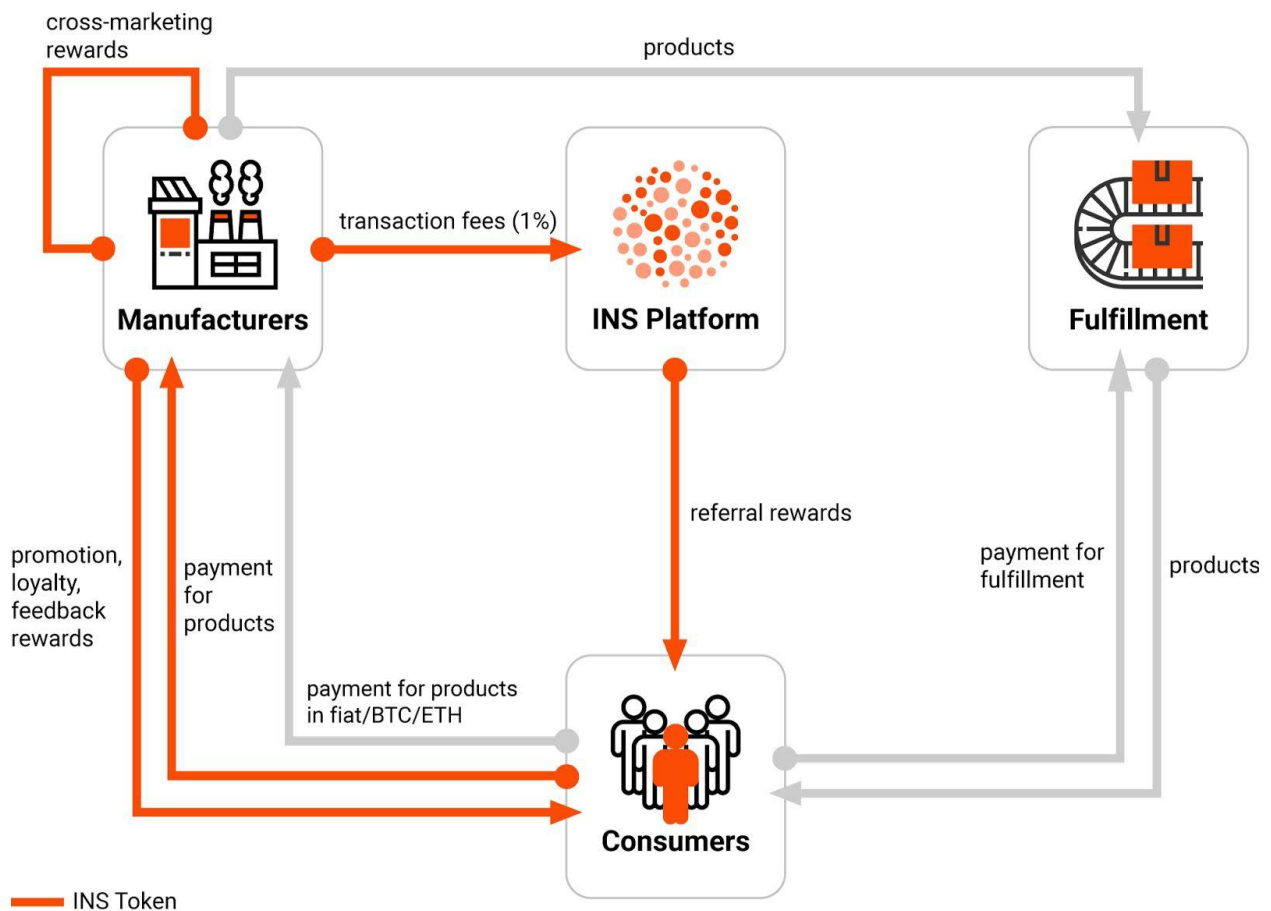 cross-marketing
rewards
products
transaction fees (1%)
Manufacturers
INS Platform
Fulfillment
referral rewards
promotion,
loyalty,
feedback
rewards
payment
for
products
payment for
fulfillment
products
payment for products
in fiat/BTC/ETH
Consumers
INS Token